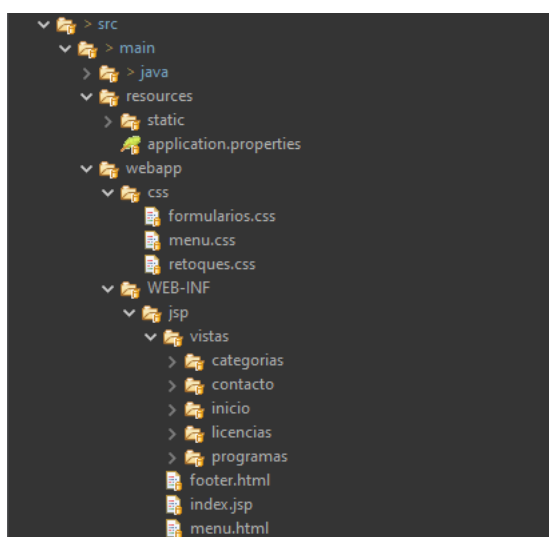 > src
> main
> java
resources
static
application.properties
webapp
css
formularios.css
menu.css
retoques.css
WEB-INF
jsp
vistas
categorias
contacto
inicio
licencias
programas
footer.html
index.jsp
menu.html